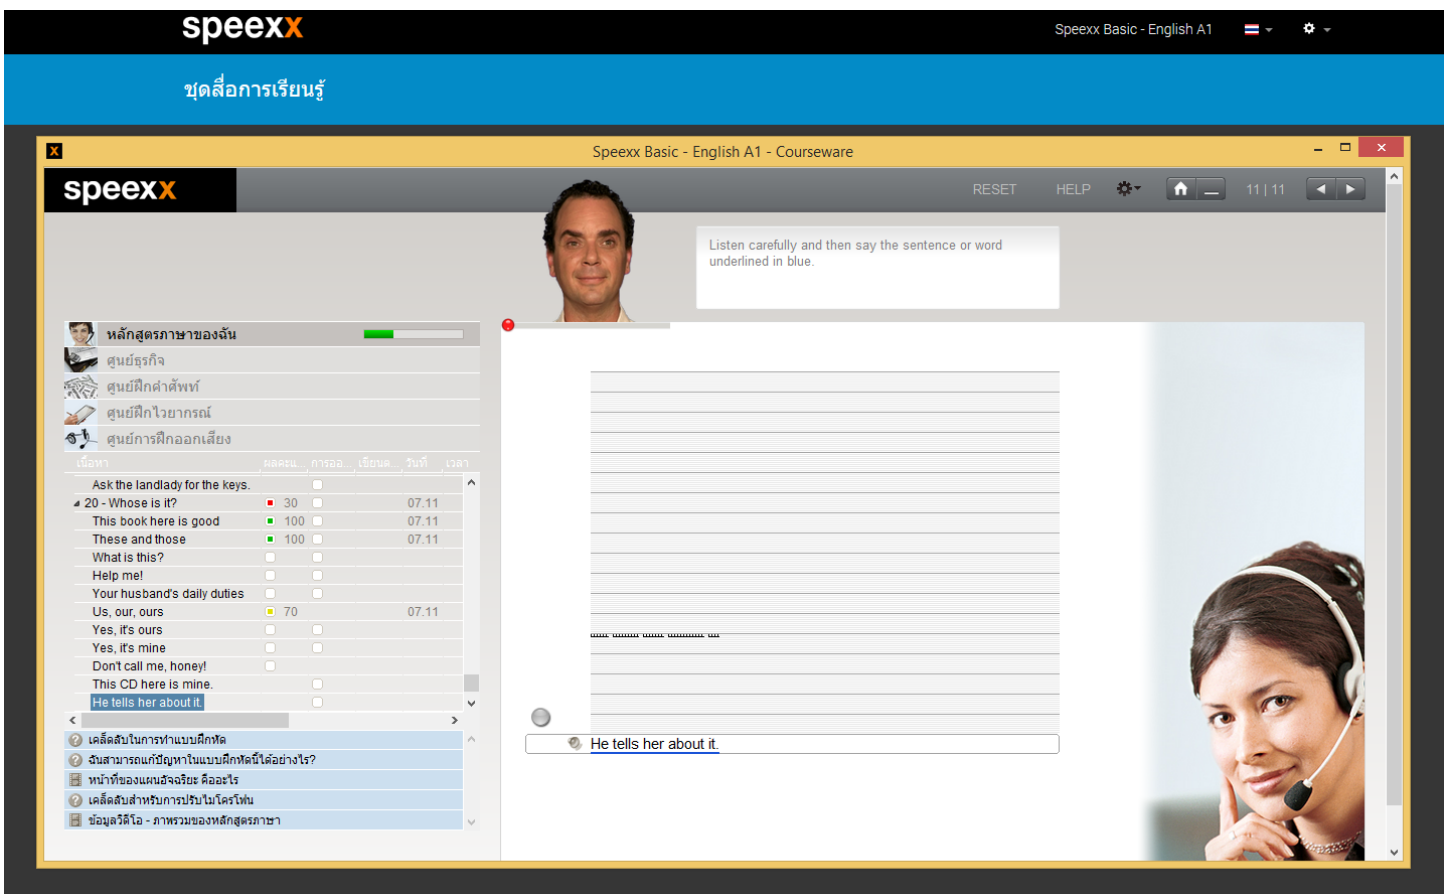 speexx
Speexx Basic - English A1
ชุดสื่อการเรียนรู้
x
Speexx Basic - English A1 - Courseware
speexx
RESET
HELP
11 | 11
Listen carefully and then say the sentence or word
underlined in blue.
หลักสูตรภาษาของฉัน
ศูนย์ธุรกิจ
ศูนย์ฝึกคำศัพท์
ศูนย์ฝึกไวยากรณ์
ศูนย์การฝึกออกเสียง
เนื้อหา ผลคะแ... การออ... เขียนต... วันที่ เวลา
Ask the landlady for the keys.
20 - Whose is it? 30 07.11
This book here is good 100 07.11
These and those 100 07.11
What is this?
Help me!
Your husband's daily duties
Us, our, ours 70 07.11
Yes, it's ours
Yes, it's mine
Don't call me, honey!
This CD here is mine.
He tells her about it.
เคล็ดลับในการทำแบบฝึกหัด
ฉันสามารถแก้ปัญหาในแบบฝึกหัดนี้ได้อย่างไร?
หน้าที่ของแผนอัจฉริยะ คืออะไร
เคล็ดลับสำหรับการปรับไมโครโฟน
ข้อมูลวิดีโอ - ภาพรวมของหลักสูตรภาษา
He tells her about it.